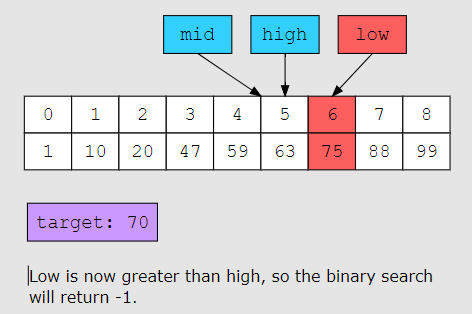 mid high low
0 1 2 3 4 5 6 7 8
1 10 20 47 59 63 75 88 99
target: 70
Low is now greater than high, so the binary search
will return -1.